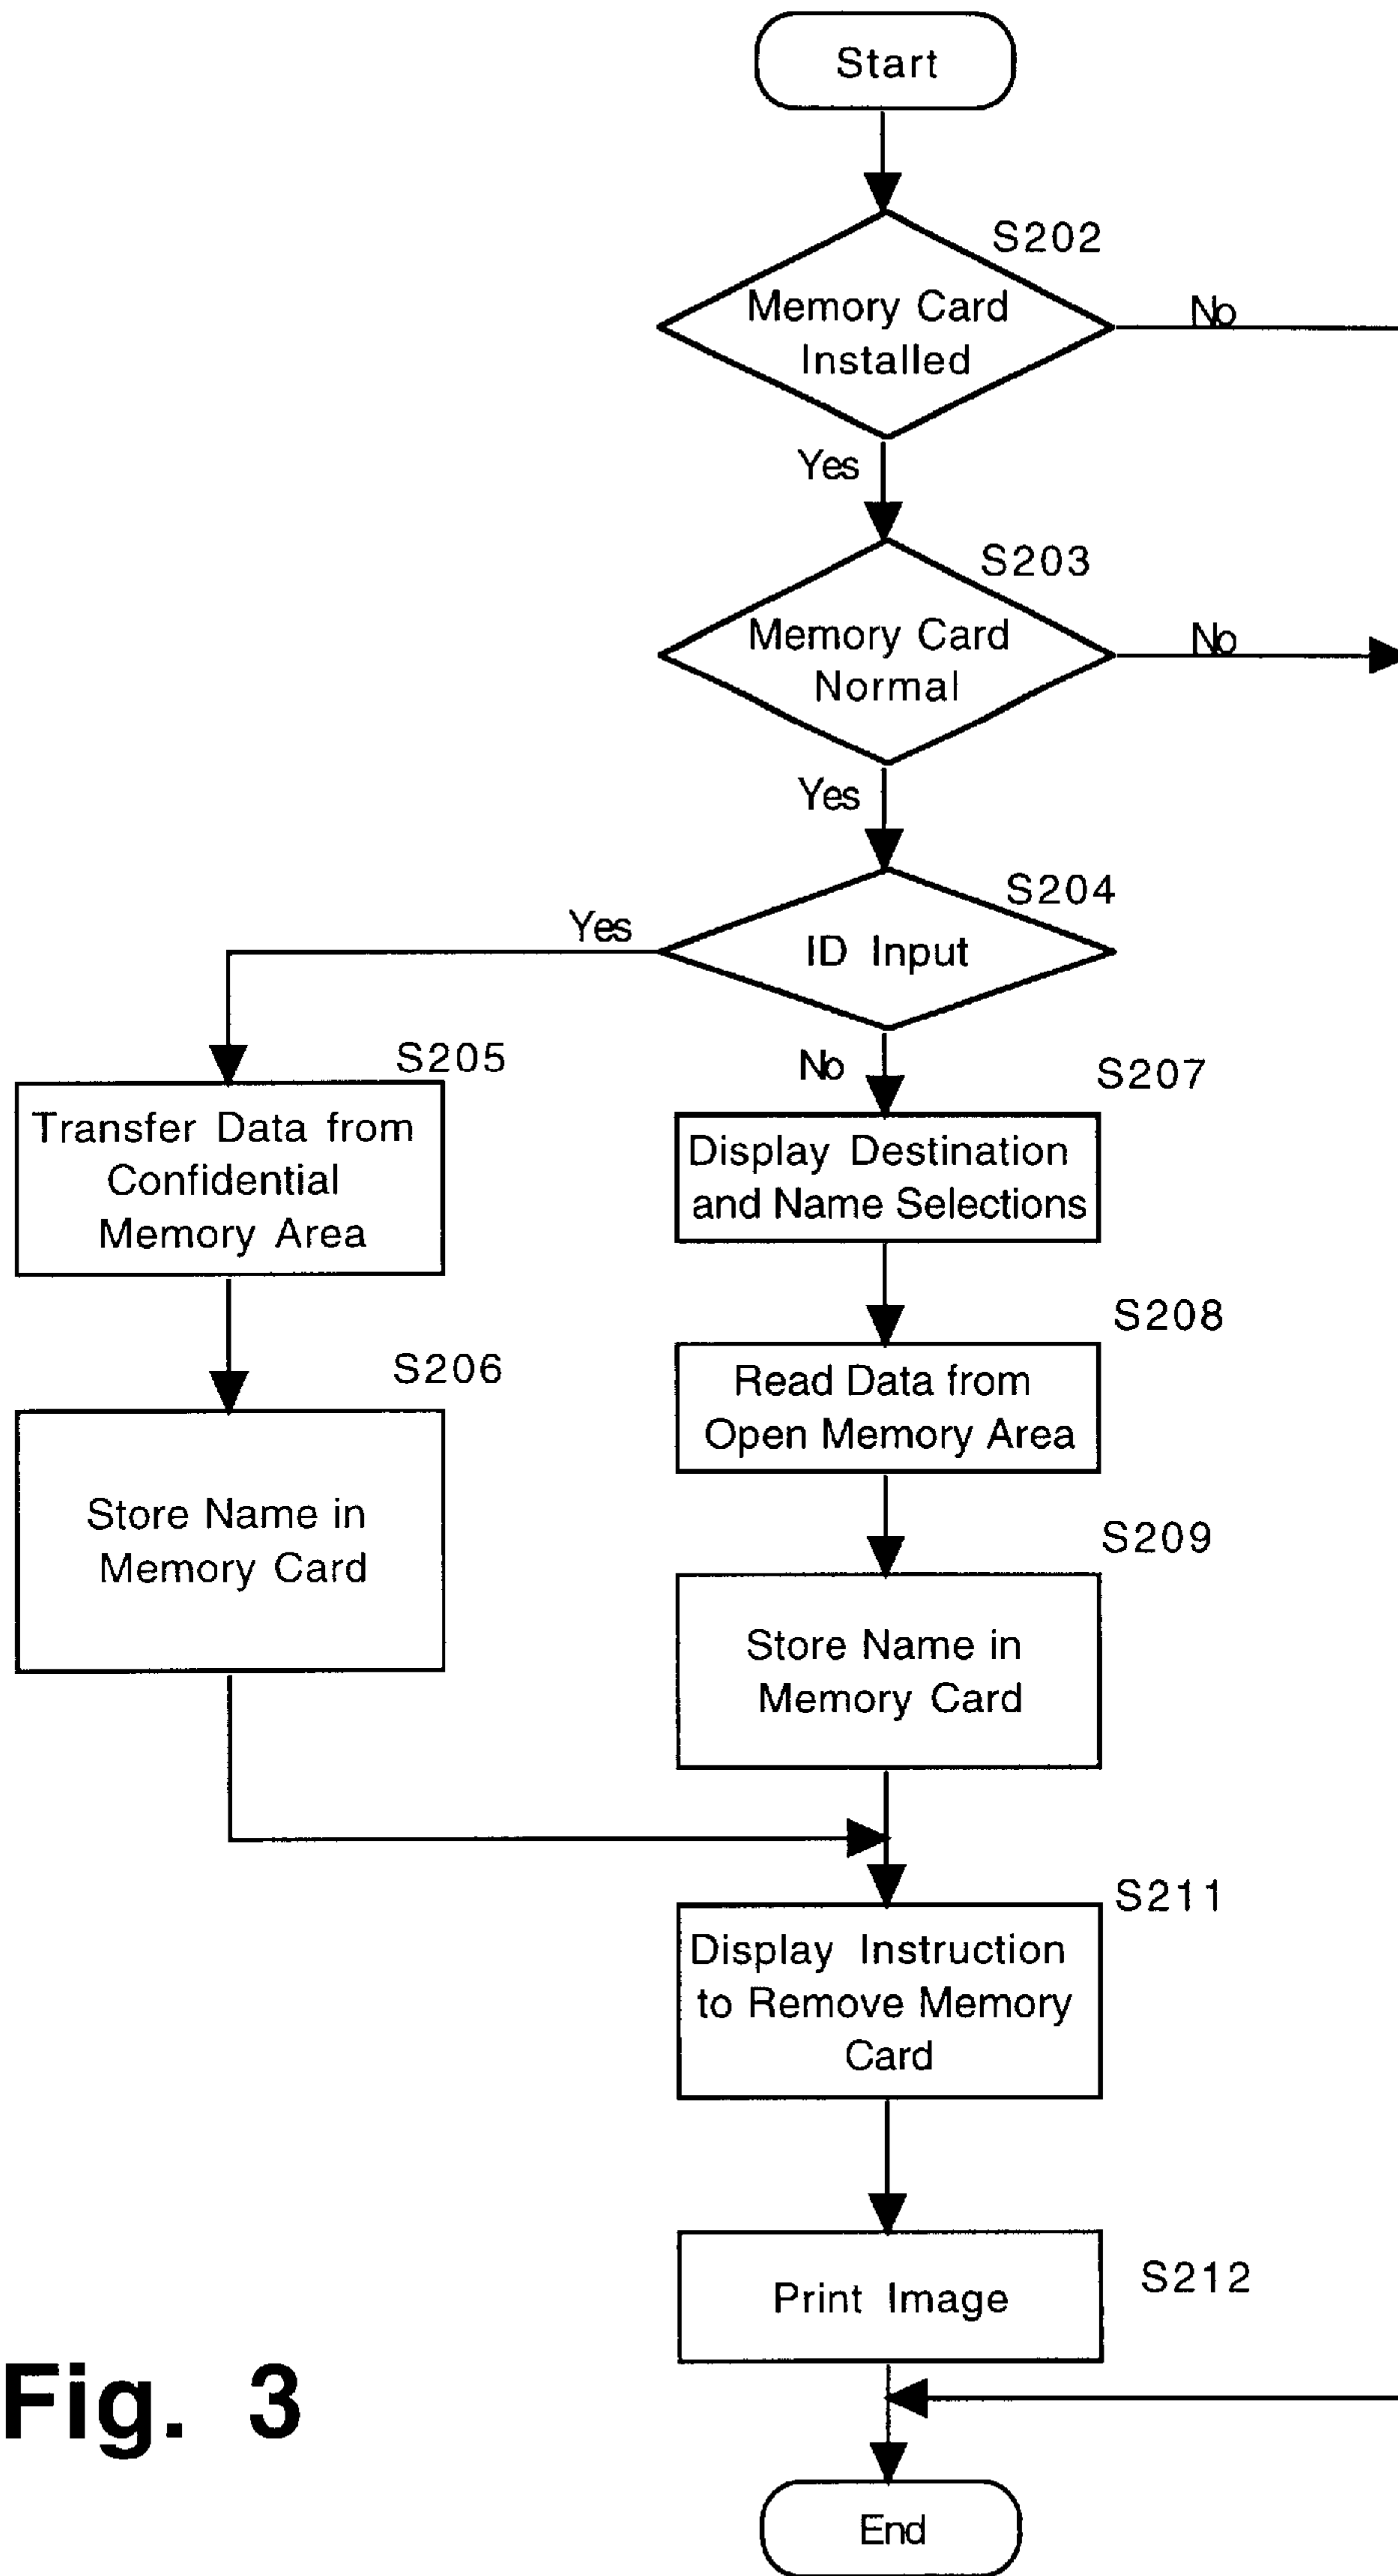 Start
S202
Memory Card
Installed
No
Yes
S203
Memory Card
Normal
No
Yes
S204
ID Input
Yes
No
S205
Transfer Data from
Confidential
Memory Area
S207
Display Destination
and Name Selections
S206
Store Name in
Memory Card
S208
Read Data from
Open Memory Area
S209
Store Name in
Memory Card
S211
Display Instruction
to Remove Memory
Card
S212
Print Image
Fig. 3
End